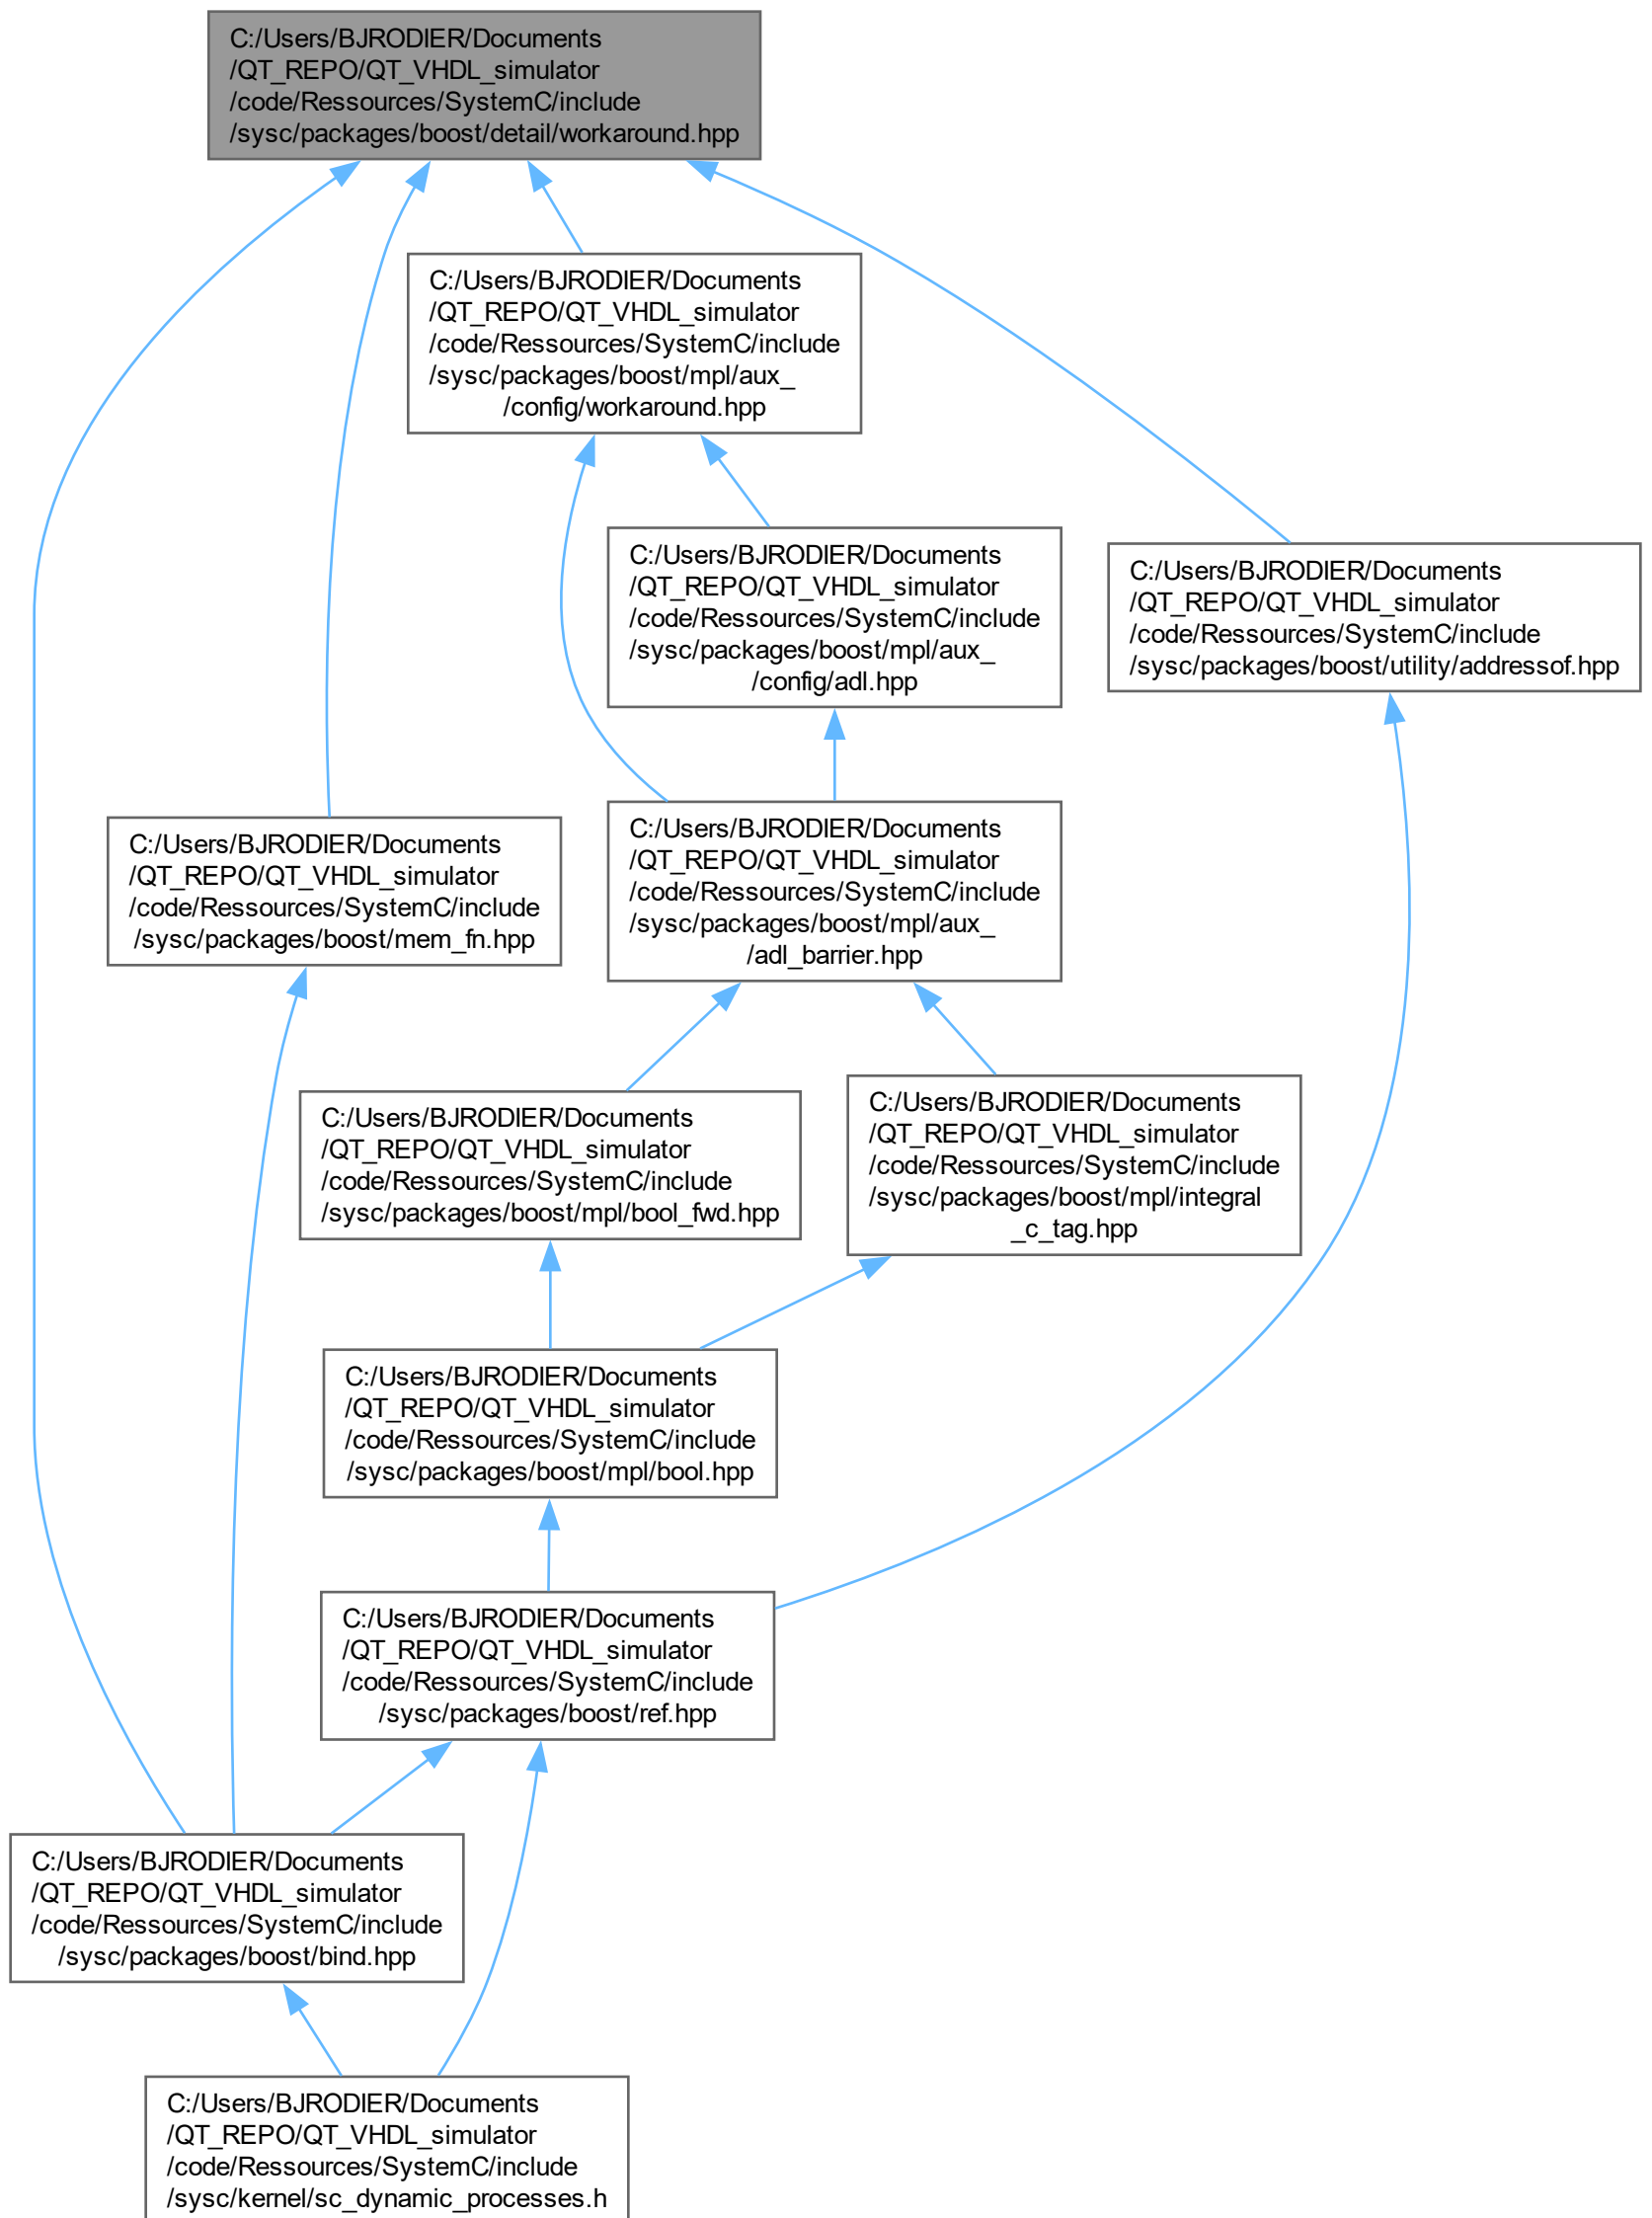 C:/Users/BJRODIER/Documents
/QT_REPO/QT_VHDL_simulator
/code/Ressources/SystemC/include
/sysc/packages/boost/detail/workaround.hpp
C:/Users/BJRODIER/Documents
/QT_REPO/QT_VHDL_simulator
/code/Ressources/SystemC/include
/sysc/packages/boost/mpl/aux_
/config/workaround.hpp
C:/Users/BJRODIER/Documents
/QT_REPO/QT_VHDL_simulator
/code/Ressources/SystemC/include
/sysc/packages/boost/mpl/aux_
/config/adl.hpp
C:/Users/BJRODIER/Documents
/QT_REPO/QT_VHDL_simulator
/code/Ressources/SystemC/include
/sysc/packages/boost/utility/addressof.hpp
C:/Users/BJRODIER/Documents
/QT_REPO/QT_VHDL_simulator
/code/Ressources/SystemC/include
/sysc/packages/boost/mem_fn.hpp
C:/Users/BJRODIER/Documents
/QT_REPO/QT_VHDL_simulator
/code/Ressources/SystemC/include
/sysc/packages/boost/mpl/aux_
/adl_barrier.hpp
C:/Users/BJRODIER/Documents
/QT_REPO/QT_VHDL_simulator
/code/Ressources/SystemC/include
/sysc/packages/boost/mpl/bool_fwd.hpp
C:/Users/BJRODIER/Documents
/QT_REPO/QT_VHDL_simulator
/code/Ressources/SystemC/include
/sysc/packages/boost/mpl/integral
_c_tag.hpp
C:/Users/BJRODIER/Documents
/QT_REPO/QT_VHDL_simulator
/code/Ressources/SystemC/include
/sysc/packages/boost/mpl/bool.hpp
C:/Users/BJRODIER/Documents
/QT_REPO/QT_VHDL_simulator
/code/Ressources/SystemC/include
/sysc/packages/boost/ref.hpp
C:/Users/BJRODIER/Documents
/QT_REPO/QT_VHDL_simulator
/code/Ressources/SystemC/include
/sysc/packages/boost/bind.hpp
C:/Users/BJRODIER/Documents
/QT_REPO/QT_VHDL_simulator
/code/Ressources/SystemC/include
/sysc/kernel/sc_dynamic_processes.h